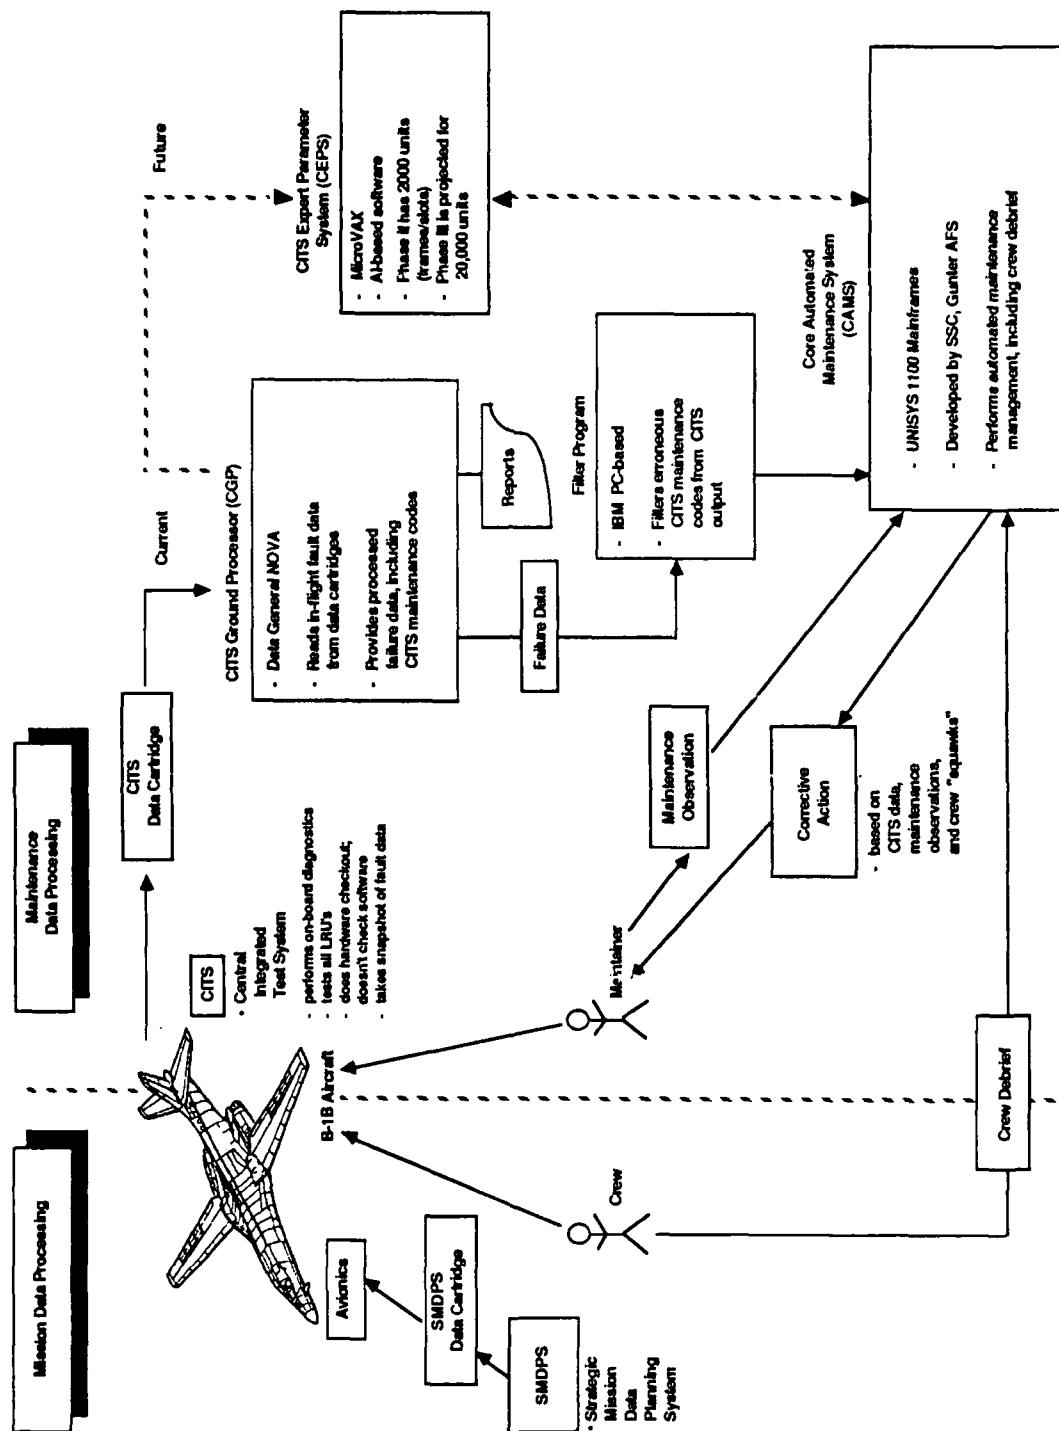 Mission Data Processing
Maintenance
Data Processing
SMDPS
· Strategic
Mission
Data
Planning
System
SMDPS
Data Cartridge
Avionics
B-1B Aircraft
CITS
· Central
Integrated
Test System
- performs on-board diagnostics
- tests all LRU's
- does hardware checkout;
doesn't check software
- takes snapshot of fault data
CITS
Data Cartridge
Current
Future
CITS Ground Processor (CGP)
- Data General NOVA
- Reads in-flight fault data
from data cartridges
- Provides processed
failure data, including
CITS maintenance codes
CITS Expert Parameter
System (CEPS)
- MicroVAX
- AI-based software
- Phase II has 2000 units
(frames/slots)
- Phase III is projected for
20,000 units
Reports
Failure Data
Filter Program
- IBM PC-based
- Filters erroneous
CITS maintenance
codes from CITS
output
Crew
Maintainer
Maintenance
Observation
Corrective
Action
- based on
CITS data,
maintenance
observations,
and crew "squawks"
Core Automated
Maintenance System
(CAMS)
- UNISYS 1100 Mainframes
- Developed by SSC, Gunter AFS
- Performs automated maintenance
management, including crew debrief
Crew Debrief